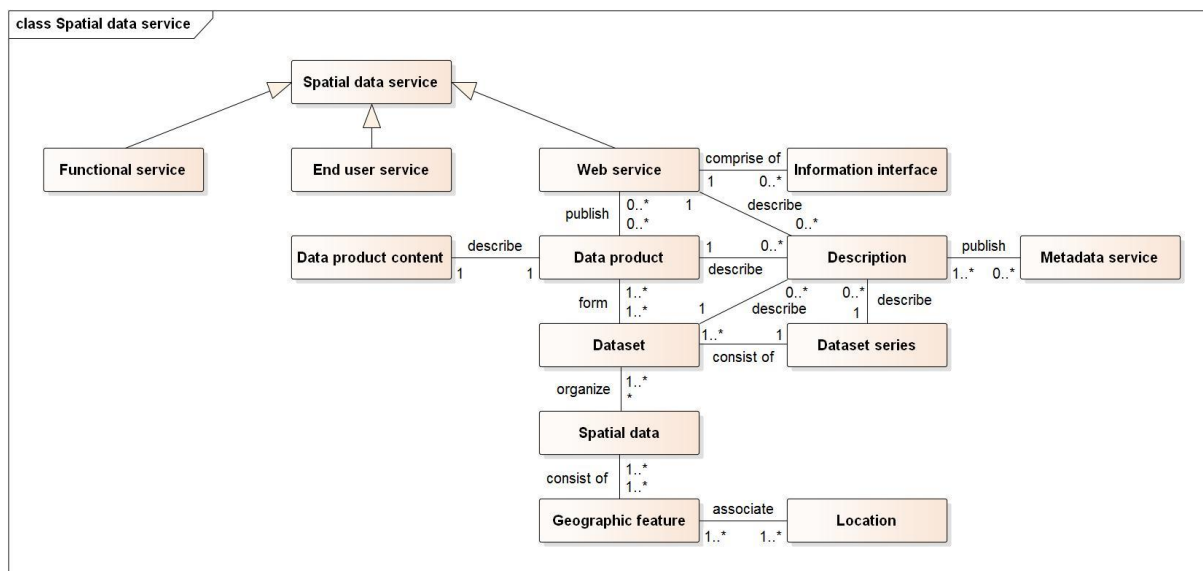 class Spatial data service
Spatial data service
Functional service
End user service
Web service
comprise of
1
0..*
Information interface
publish
0..*
0..*
1
describe
0..*
Data product content
describe
1
1
Data product
1
0..*
describe
Description
publish
1..*
0..*
Metadata service
form
1..*
1..*
1
describe
0..*
0..*
1
describe
Dataset
1..*
1
consist of
Dataset series
organize
1..*
*
Spatial data
consist of
1..*
1..*
Geographic feature
associate
1..*
1..*
Location